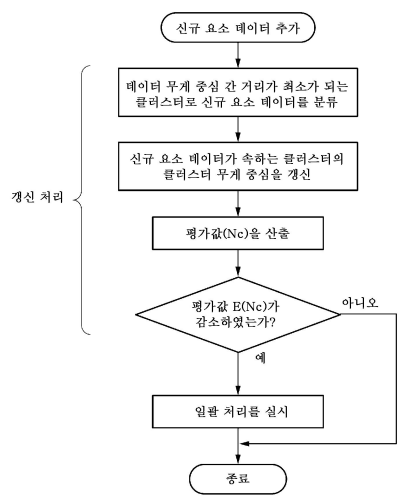 신규 요소 데이터 추가
데이터 무게 중심 간 거리가 최소가 되는
클러스터로 신규 요소 데이터를 분류
신규 요소 데이터가 속하는 클러스터의
클러스터 무게 중심을 갱신
갱신 처리
평가값(Nc)을 산출
평가값 E(Nc)가
감소하였는가?
아니오
예
일괄 처리를 실시
종료